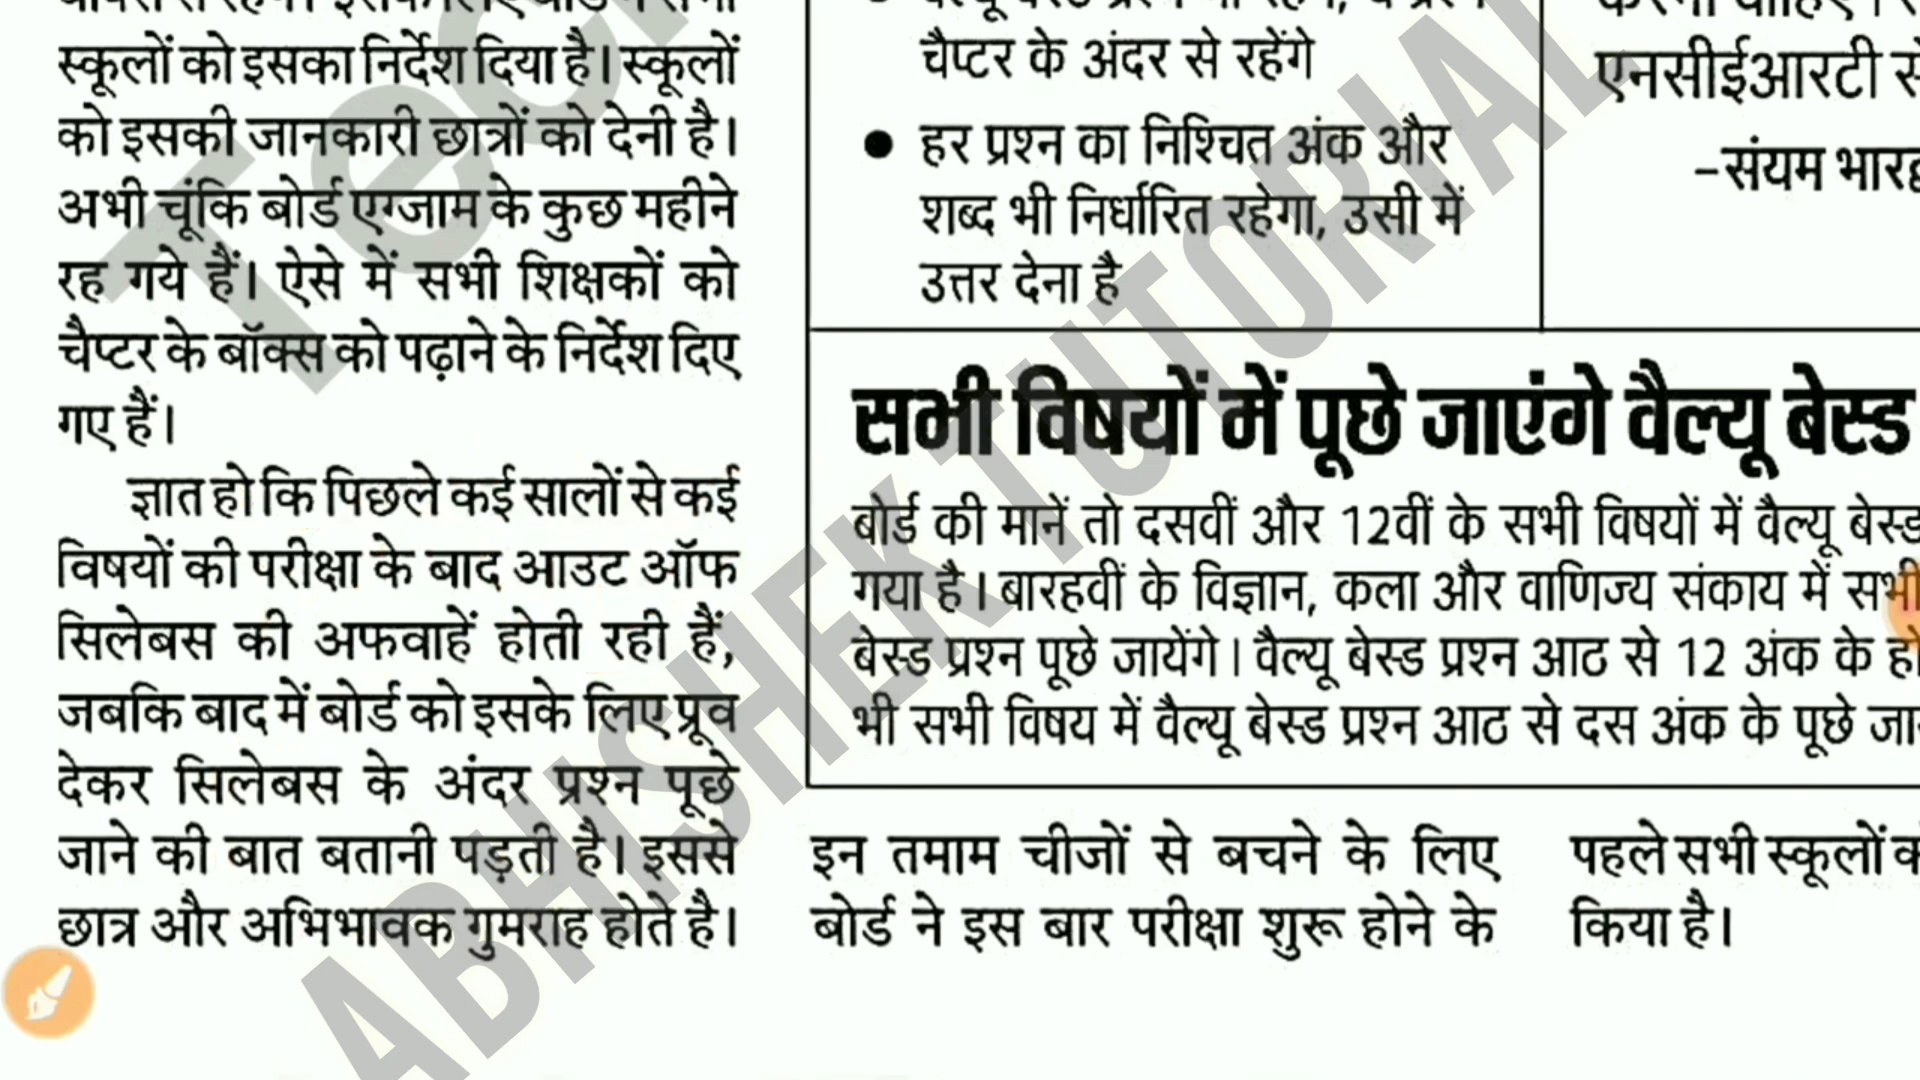 स्कूलों को इसका निर्देश दिया है। स्कूलों
को इसकी जानकारी छात्रों को देनी है।
अभी चूंकि बोर्ड एग्जाम के कुछ महीने
रह गये हैं। ऐसे में सभी शिक्षकों को
चैप्टर के बॉक्स को पढ़ाने के निर्देश दिए
गए हैं।
ज्ञात हो कि पिछले कई सालों से कई
विषयों की परीक्षा के बाद आउट ऑफ
सिलेबस की अफवाहें होती रही हैं,
जबकि बाद में बोर्ड को इसके लिए प्रूव
देकर सिलेबस के अंदर प्रश्न पूछे
जाने की बात बतानी पड़ती है। इससे
छात्र और अभिभावक गुमराह होते है।
चैप्टर के अंदर से रहेंगे
● हर प्रश्न का निश्चित अंक और
शब्द भी निर्धारित रहेगा, उसी में
उत्तर देना है
एनसीईआरटी से
-संयम
सभी विषयों में पूछे जाएंगे वैल्यू बेस्ड
बोर्ड की मानें तो दसवीं और 12वीं के सभी विषयों में वैल्यू बेस्ड
गया है। बारहवीं के विज्ञान, कला और वाणिज्य संकाय में सभी
बेस्ड प्रश्न पूछे जायेंगे। वैल्यू बेस्ड प्रश्न आठ से 12 अंक के
भी सभी विषय में वैल्यू बेस्ड प्रश्न आठ से दस अंक के पूछे
इन तमाम चीजों से बचने के लिए
बोर्ड ने इस बार परीक्षा शुरू होने के
पहले सभी स्कूलों
किया है।
ABHISHEK TUTORIAL